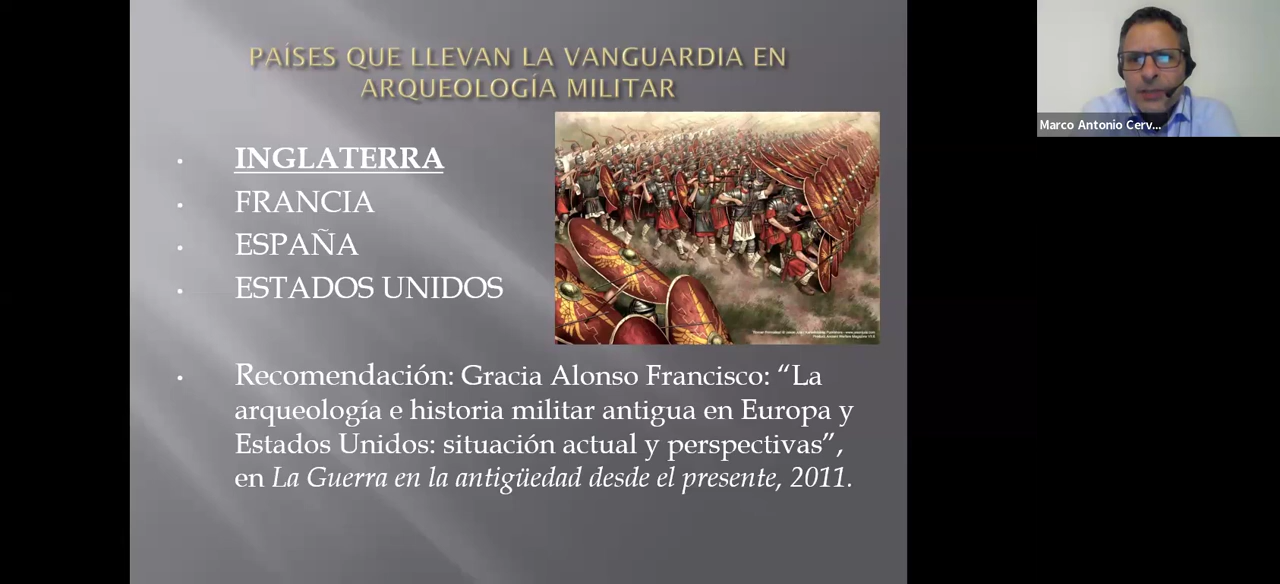 PAÍSES QUE LLEVAN LA VANGUARDIA EN
ARQUEOLOGÍA MILITAR
• INGLATERRA
• FRANCIA
• ESPAÑA
• ESTADOS UNIDOS
• Recomendación: Gracia Alonso Francisco: “La
arqueología e historia militar antigua en Europa y
Estados Unidos: situación actual y perspectivas”,
en La Guerra en la antigüedad desde el presente, 2011.
Marco Antonio Cerv...